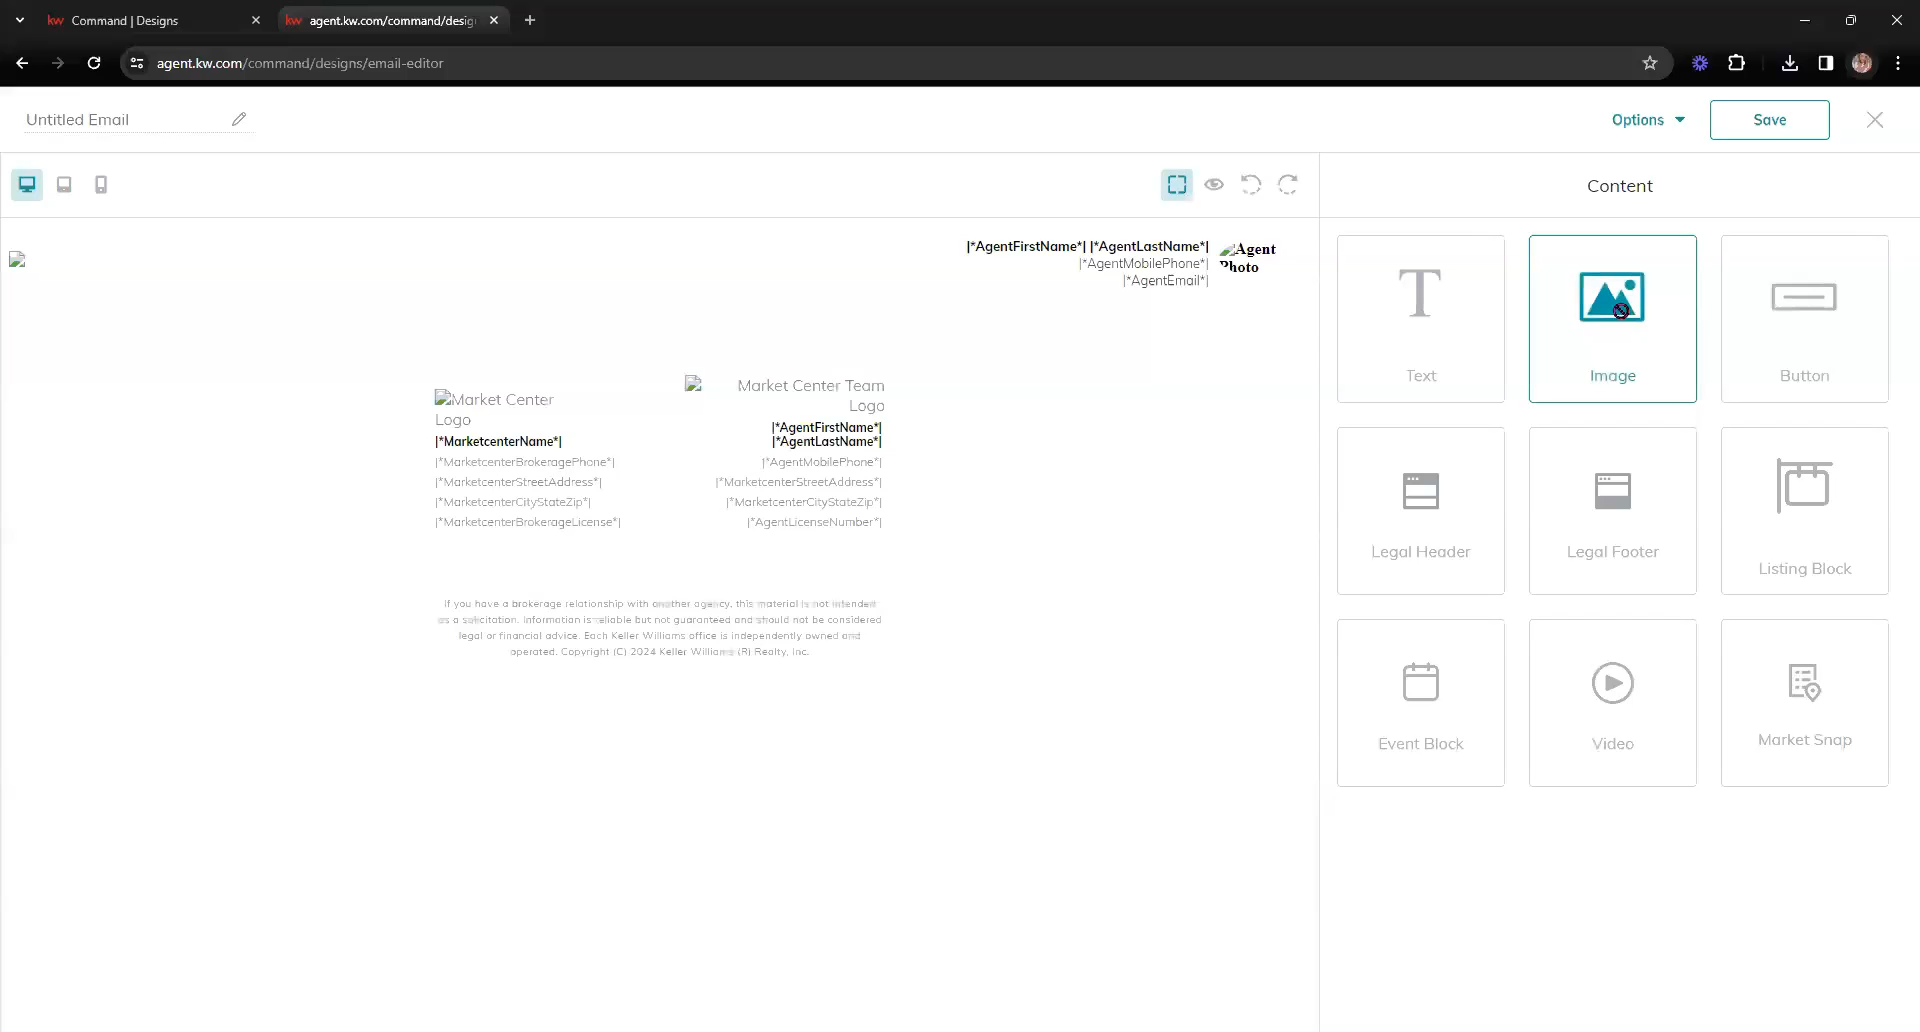 kw Command | Designs
kw agent.kw.com/command/desig
agent.kw.com/command/designs/email-editor
Untitled Email
Options
Save
Content
|*AgentFirstName*| |*AgentLastName*|
|*AgentMobilePhone*|
|*AgentEmail*|
Agent
Photo
Market Center
Logo
|*MarketcenterName*|
|*MarketcenterBrokeragePhone*|
|*MarketcenterStreetAddress*|
|*MarketcenterCityStateZip*|
|*MarketcenterBrokerageLicense*|
Market Center Team
Logo
|*AgentFirstName*|
|*AgentLastName*|
|*AgentMobilePhone*|
|*MarketcenterStreetAddress*|
|*MarketcenterCityStateZip*|
|*AgentLicenseNumber*|
If you have a brokerage relationship with another agency, this material is not intended
as a solicitation. Information is reliable but not guaranteed and should not be considered
legal or financial advice. Each Keller Williams office is independently owned and
operated. Copyright (C) 2024 Keller Williams (R) Realty, Inc.
T
Text
Image
Button
Legal Header
Legal Footer
Listing Block
Event Block
Video
Market Snap